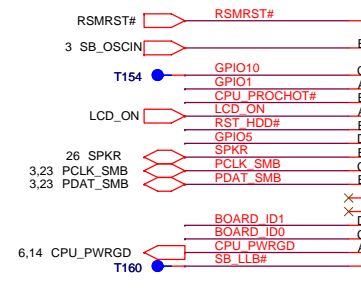 RSMRST# RSMRST#
3 SB_OSCIN
T154 GPIO10
GPIO1
CPU_PROCHOT#
LCD_ON LCD_ON
RST_HDD#
GPIO5
26 SPKR SPKR
3,23 PCLK_SMB PCLK_SMB
3,23 PDAT_SMB PDAT_SMB
BOARD_ID1
BOARD_ID0
6,14 CPU_PWRGD CPU_PWRGD
T160 SB_LLB#